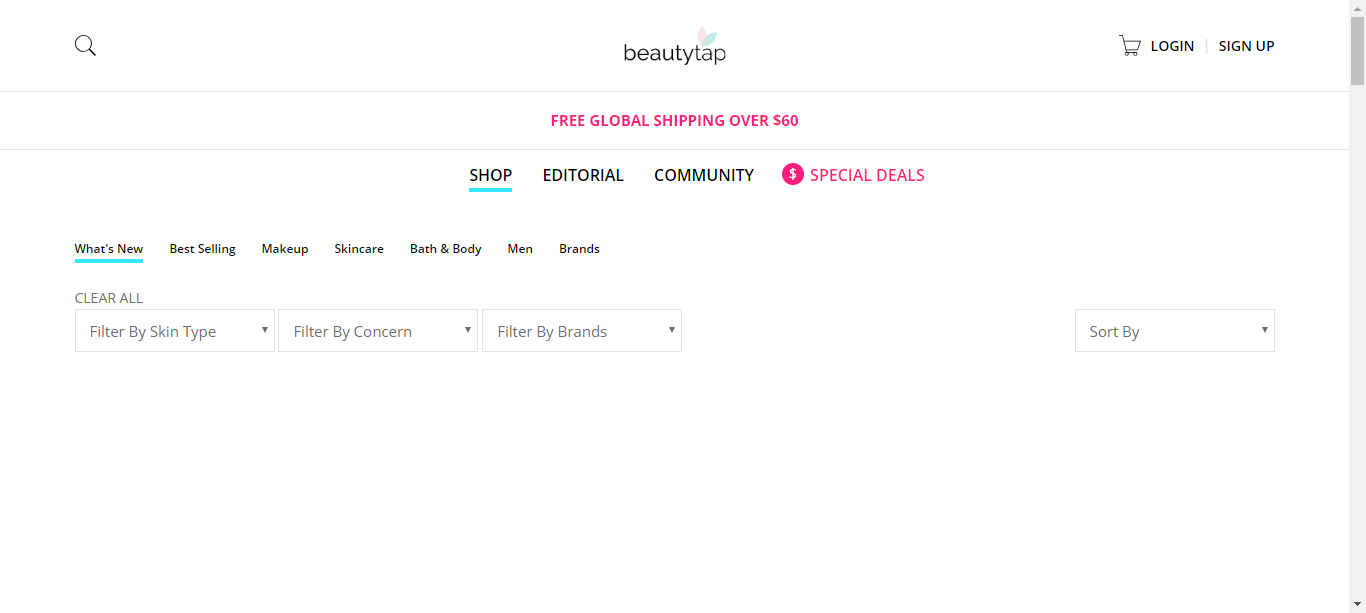 beautytap
LOGIN SIGN UP
FREE GLOBAL SHIPPING OVER $60
SHOP EDITORIAL COMMUNITY $ SPECIAL DEALS
What's New Best Selling Makeup Skincare Bath & Body Men Brands
CLEAR ALL
Filter By Skin Type Filter By Concern Filter By Brands Sort By